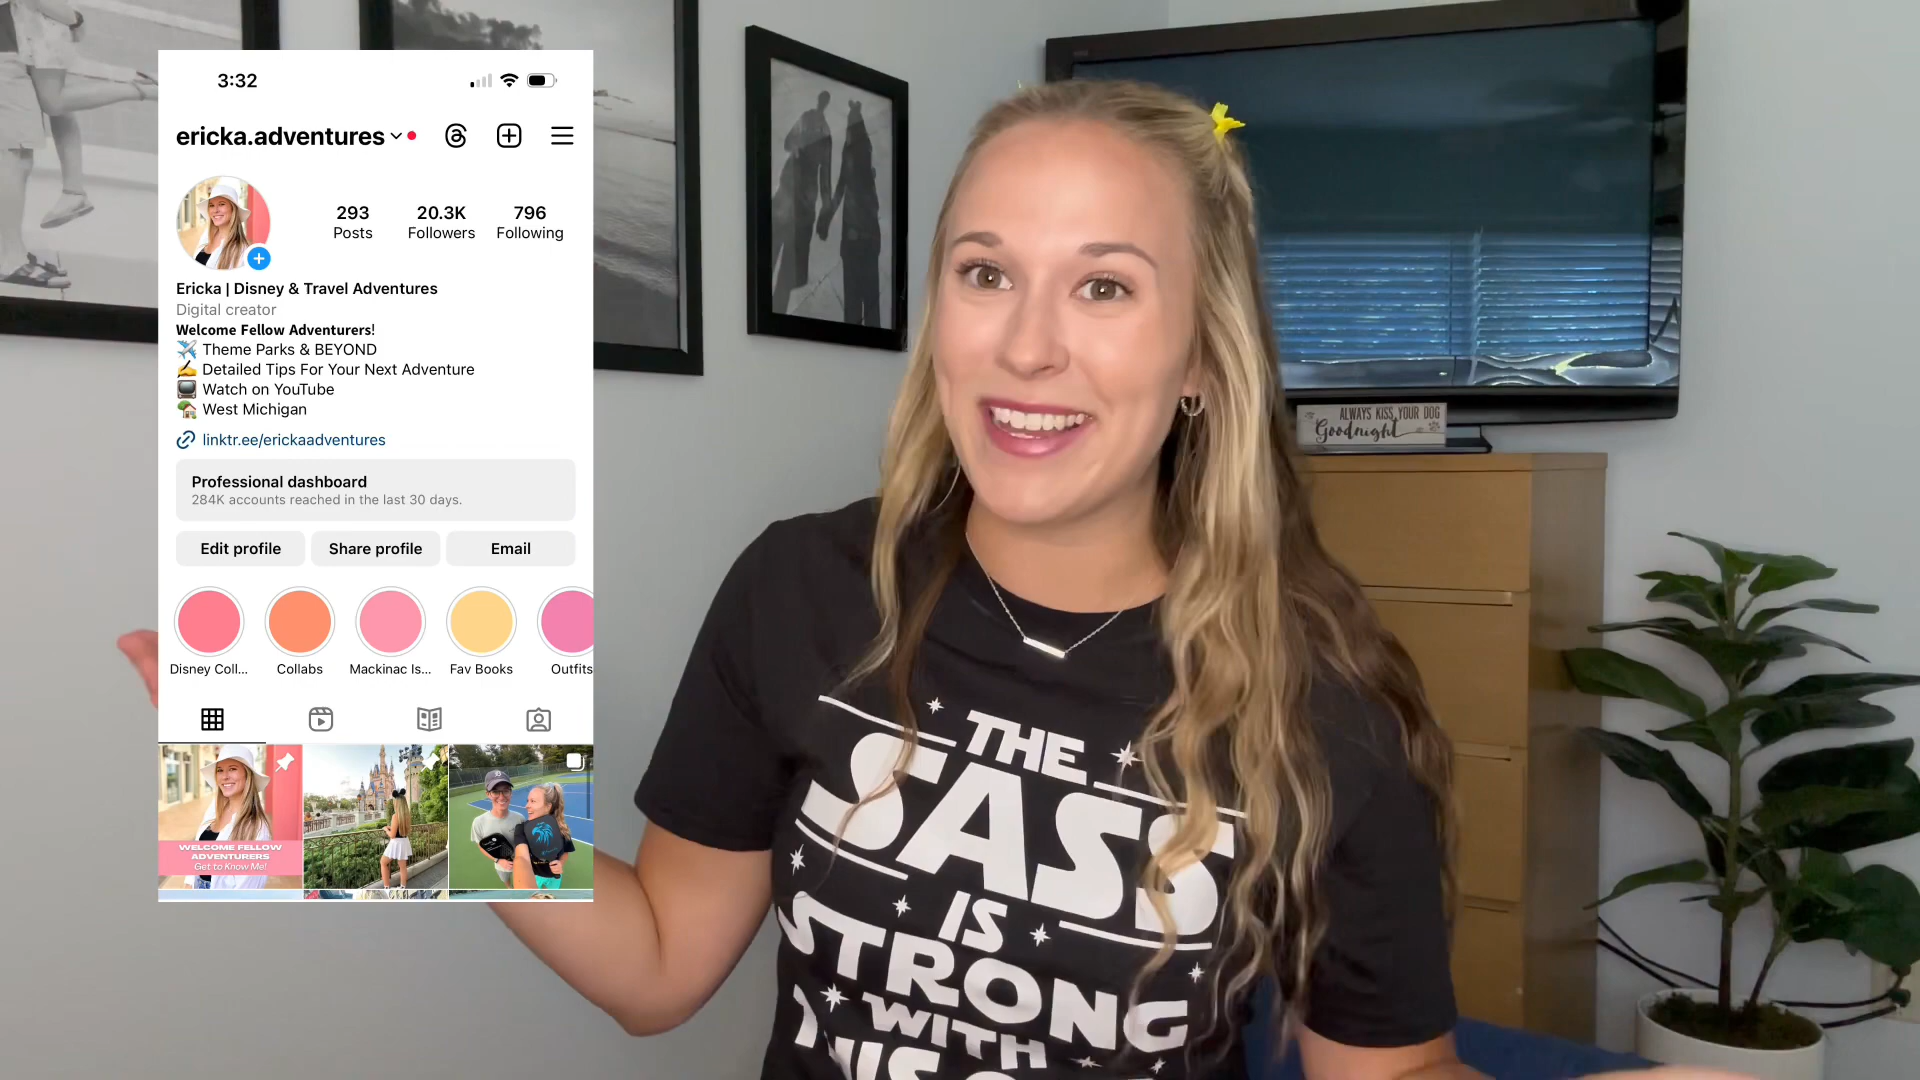 3:32
ericka.adventures
293
Posts
20.3K
Followers
796
Following
Ericka | Disney & Travel Adventures
Digital creator
Welcome Fellow Adventurers!
Theme Parks & BEYOND
Detailed Tips For Your Next Adventure
Watch on YouTube
West Michigan
linktr.ee/erickaadventures
Professional dashboard
284K accounts reached in the last 30 days.
Edit profile
Share profile
Email
Disney Coll...
Collabs
Mackinac Is...
Fav Books
Outfits
WELCOME FELLOW
ADVENTURERS
Get to Know Me!
ALWAYS KISS YOUR DOG
Goodnight
THE
SASS
IS
STRONG
WITH